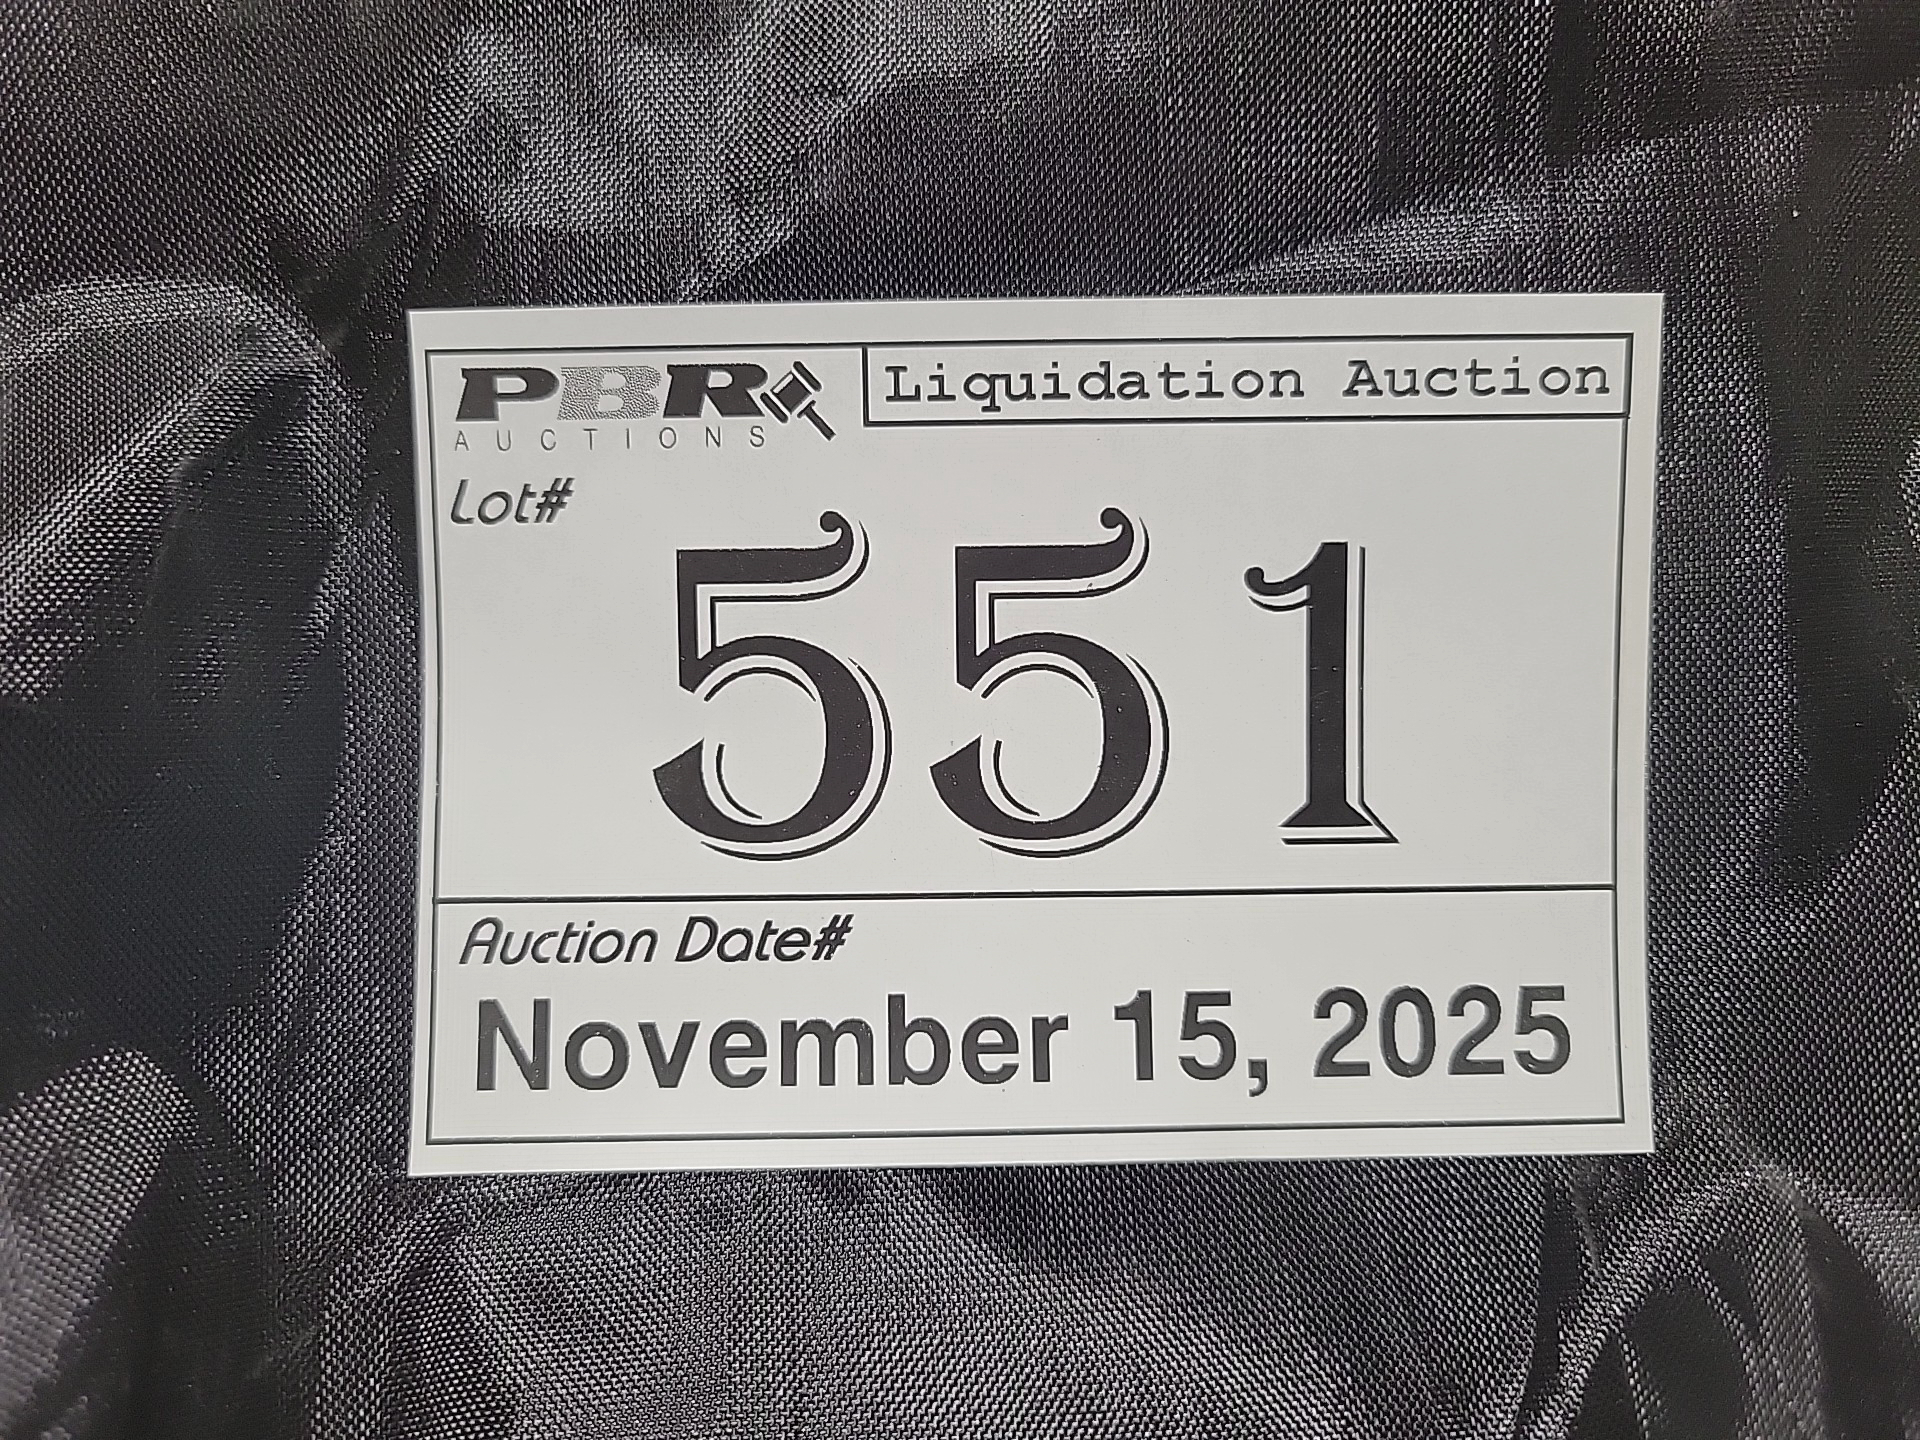 PBR
AUCTIONS
Liquidation Auction
Lot#
551
Auction Date#
November 15, 2025